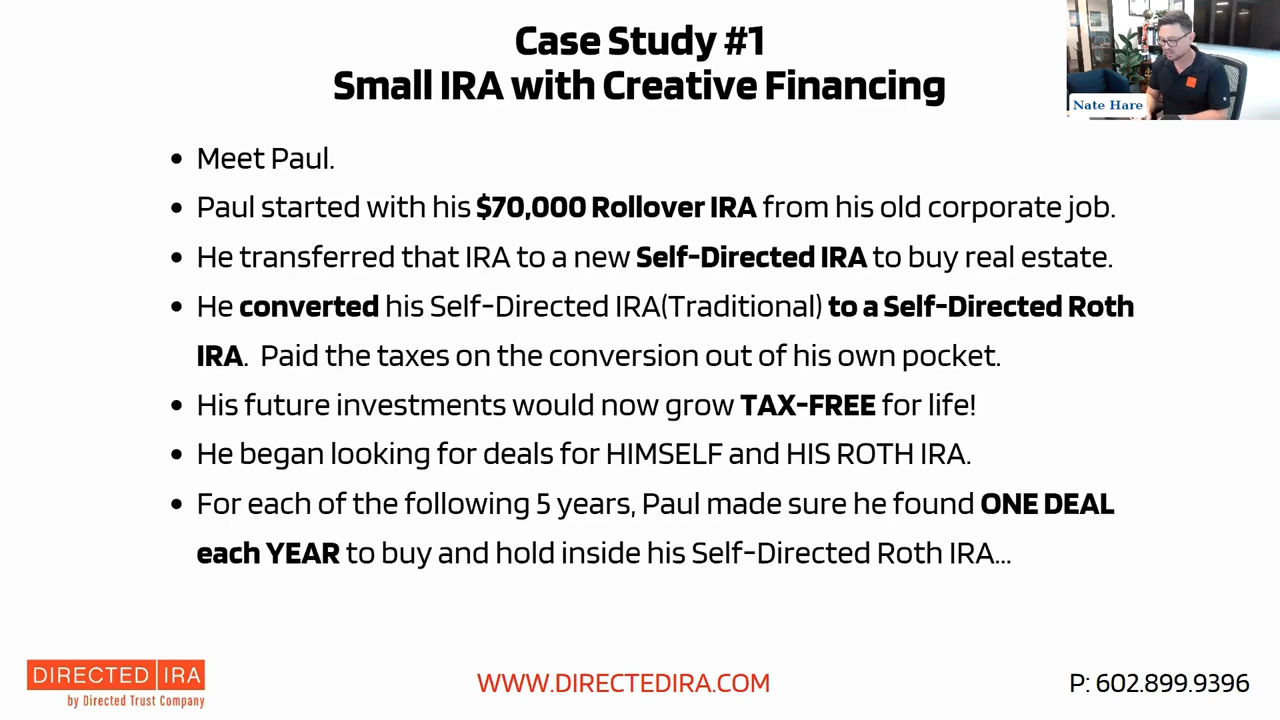 Case Study #1
Small IRA with Creative Financing
Nate Hare
• Meet Paul.
• Paul started with his $70,000 Rollover IRA from his old corporate job.
• He transferred that IRA to a new Self-Directed IRA to buy real estate.
• He converted his Self-Directed IRA(Traditional) to a Self-Directed Roth
IRA. Paid the taxes on the conversion out of his own pocket.
• His future investments would now grow TAX-FREE for life!
• He began looking for deals for HIMSELF and HIS ROTH IRA.
• For each of the following 5 years, Paul made sure he found ONE DEAL
each YEAR to buy and hold inside his Self-Directed Roth IRA...
DIRECTED IRA
by Directed Trust Company
WWW.DIRECTEDIRA.COM
P: 602.899.9396